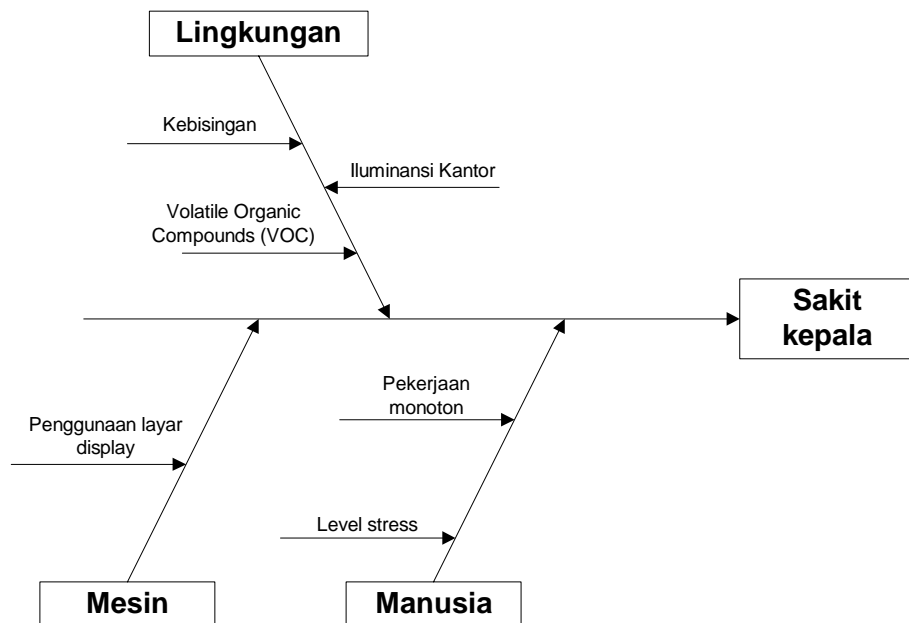 Lingkungan
Kebisingan
Iluminansi Kantor
Volatile Organic
Compounds (VOC)
Sakit
kepala
Pekerjaan
monoton
Penggunaan layar
display
Level stress
Mesin
Manusia